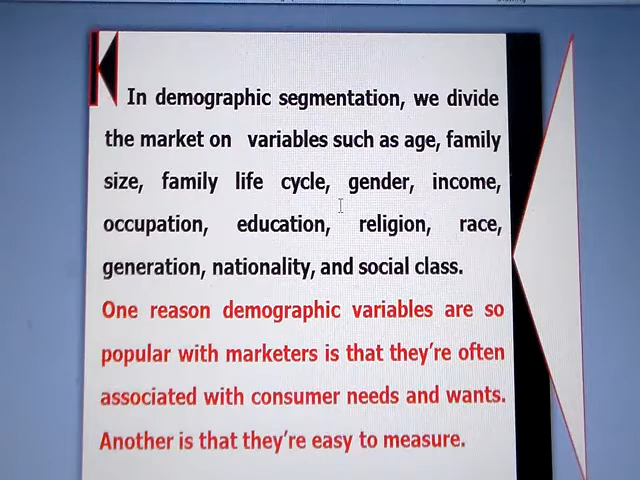 In demographic segmentation, we divide
the market on variables such as age, family
size, family life cycle, gender, income,
occupation, education, religion, race,
generation, nationality, and social class.
One reason demographic variables are so
popular with marketers is that they're often
associated with consumer needs and wants.
Another is that they're easy to measure.